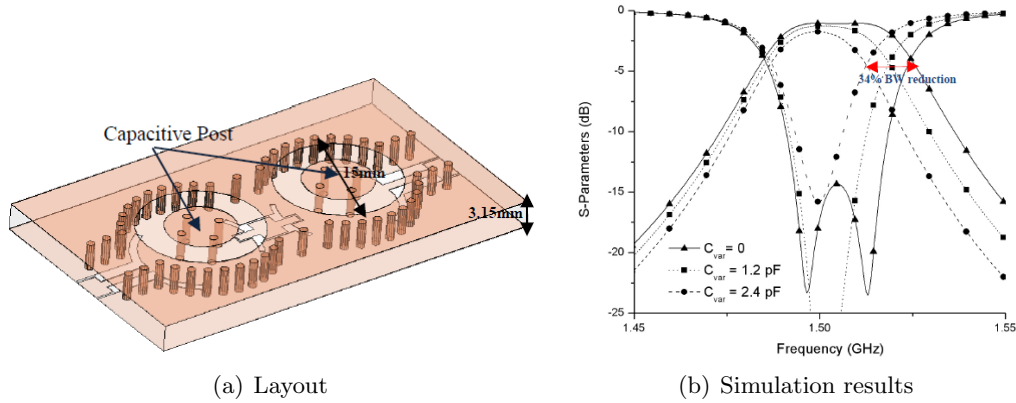 Capacitive Post
15mm
3.15mm
(a) Layout
0
-5
-10
-15
-20
-25
S-Parameters (dB)
34% BW reduction
C_var = 0
C_var = 1.2 pF
C_var = 2.4 pF
1.45
1.50
1.55
Frequency (GHz)
(b) Simulation results